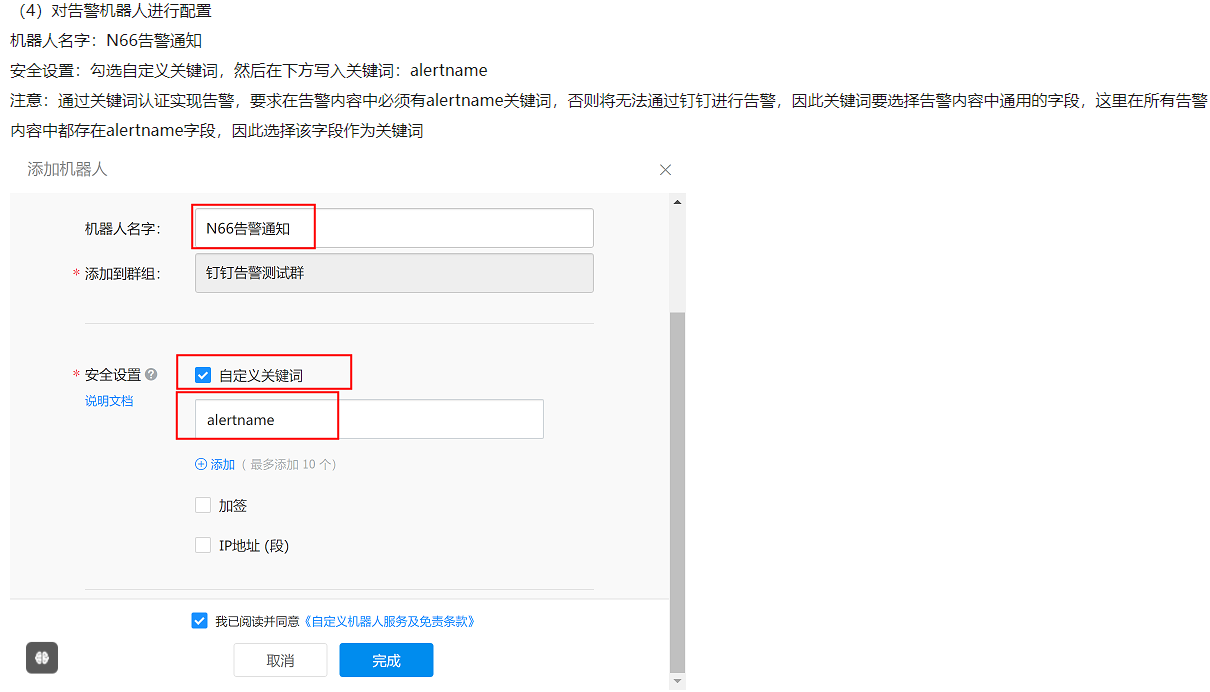 （4）对告警机器人进行配置
机器人名字：N66告警通知
安全设置：勾选自定义关键词，然后在下方写入关键词：alertname
注意：通过关键词认证实现告警，要求在告警内容中必须有alertname关键词，否则将无法通过钉钉进行告警，因此关键词要选择告警内容中通用的字段，这里在所有告警
内容中都存在alertname字段，因此选择该字段作为关键词
添加机器人
机器人名字： N66告警通知
* 添加到群组： 钉钉告警测试群
* 安全设置 自定义关键词
说明文档
alertname
添加（ 最多添加 10 个）
加签
IP地址 (段)
我已阅读并同意《自定义机器人服务及免责条款》
取消 完成